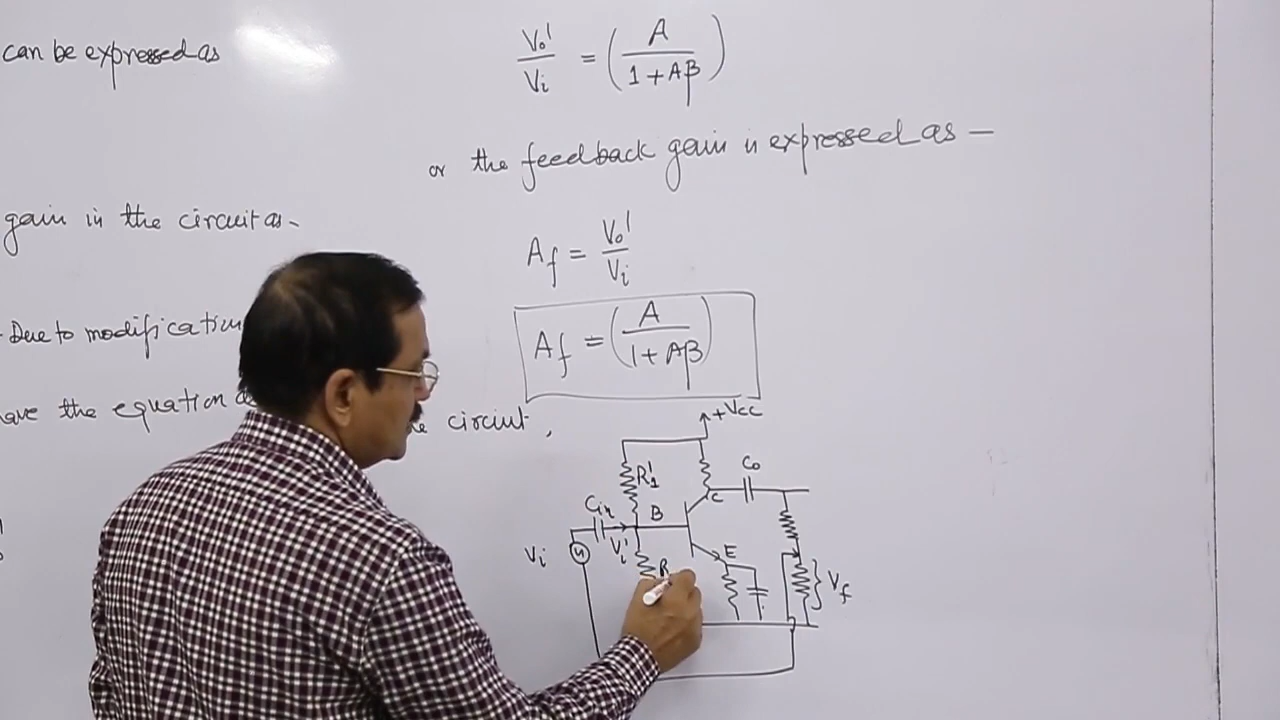 can be expressed as
gain in the circuit as-
Due to modification
the equation
circuit,
V₀' / Vᵢ = (A / 1+Aβ)
or the feedback gain is expressed as —
A_f = V₀' / Vᵢ
A_f = (A / 1+Aβ)
+Vcc
R₁'
C₀
C
Cin
B
Vᵢ'
Vᵢ
E
R
V_f